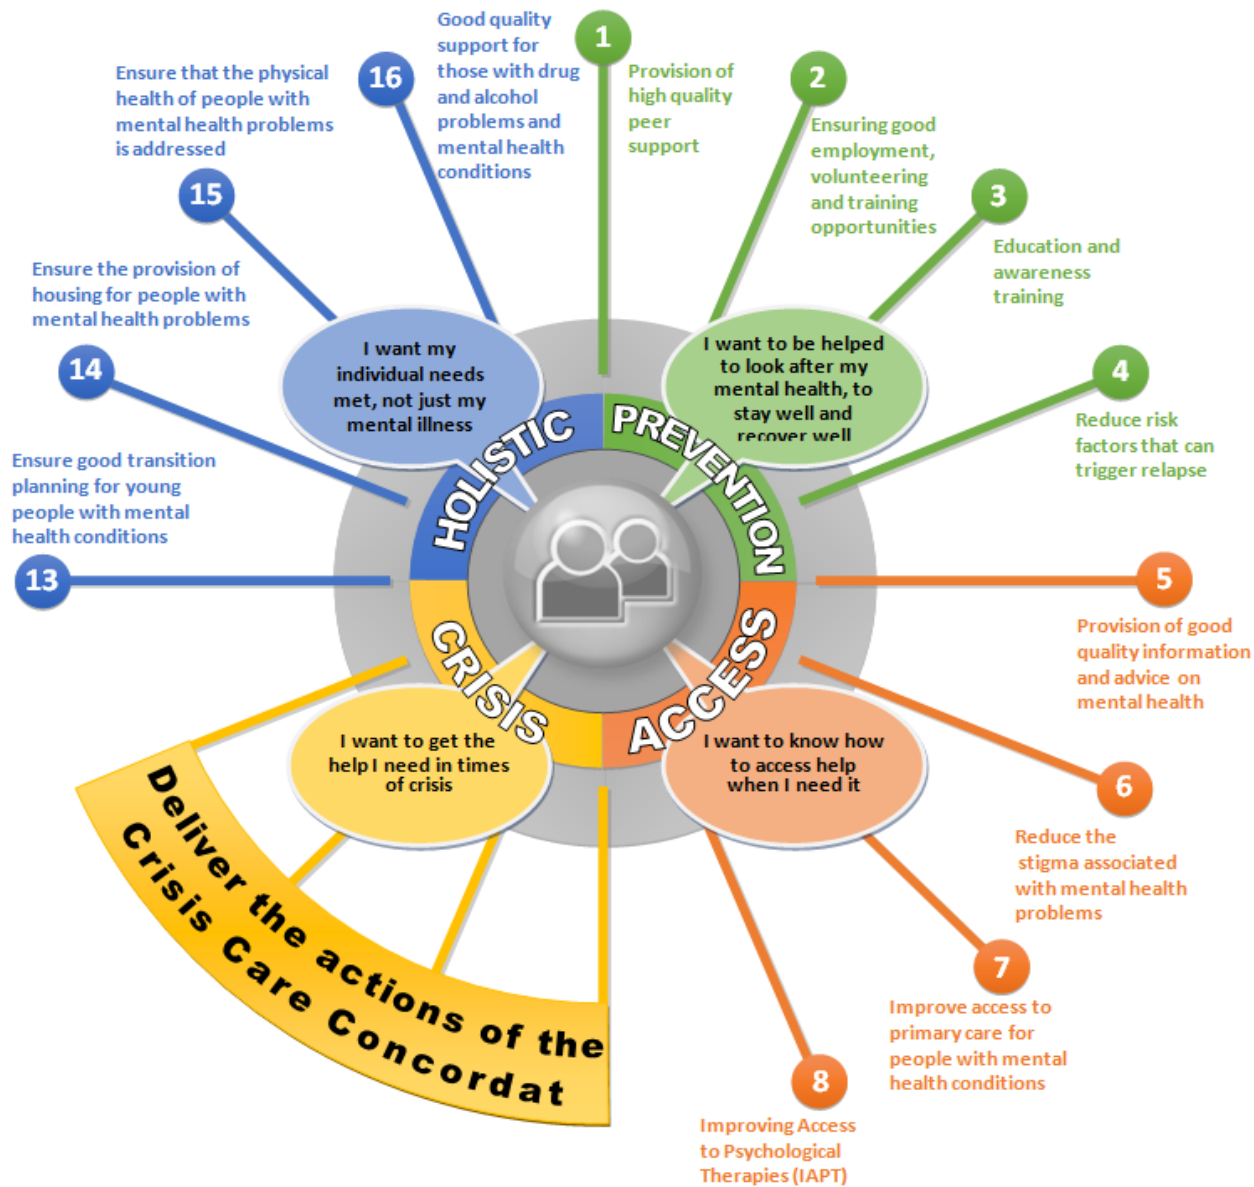 1
Provision of
high quality
peer
support
2
Ensuring good
employment,
volunteering
and training
opportunities
3
Education and
awareness
training
4
Reduce risk
factors that can
trigger relapse
PREVENTION
I want to be helped
to look after my
mental health, to
stay well and
recover well
5
Provision of good
quality information
and advice on
mental health
6
Reduce the
stigma associated
with mental health
problems
7
Improve access to
primary care for
people with mental
health conditions
8
Improving Access
to Psychological
Therapies (IAPT)
ACCESS
I want to know how
to access help
when I need it
CRISIS
I want to get the
help I need in times
of crisis
Deliver the actions of the
Crisis Care Concordat
13
Ensure good transition
planning for young
people with mental
health conditions
14
Ensure the provision of
housing for people with
mental health problems
15
Ensure that the physical
health of people with
mental health problems
is addressed
16
Good quality
support for
those with drug
and alcohol
problems and
mental health
conditions
HOLISTIC
I want my
individual needs
met, not just my
mental illness